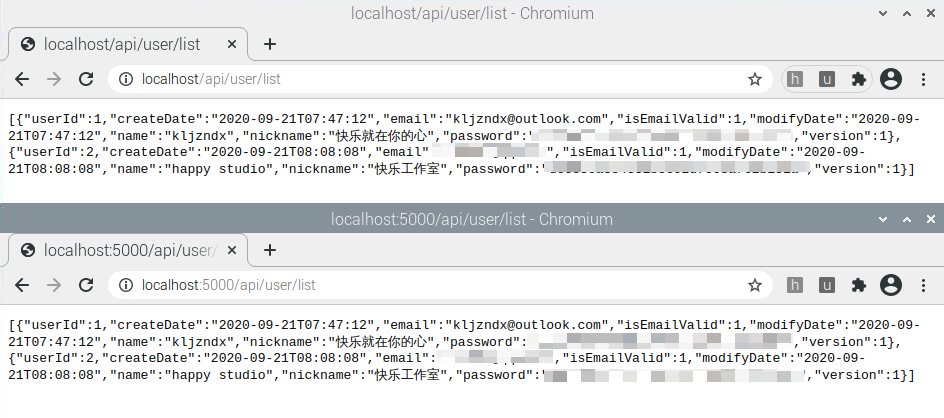 localhost/api/user/list - Chromium
localhost/api/user/list
localhost/api/user/list
h u
[{"userId":1,"createDate":"2020-09-21T07:47:12","email":"kljzndx@outlook.com","isEmailValid":1,"modifyDate":"2020-09-
21T07:47:12","name":"kljzndx","nickname":"快乐就在你的心","password":" ,"version":1},
{"userId":2,"createDate":"2020-09-21T08:08:08","email" ","isEmailValid":1,"modifyDate":"2020-09-
21T08:08:08","name":"happy studio","nickname":"快乐工作室","password":" ,"version":1}]
localhost:5000/api/user/list - Chromium
localhost:5000/api/user/
localhost:5000/api/user/list
h u
[{"userId":1,"createDate":"2020-09-21T07:47:12","email":"kljzndx@outlook.com","isEmailValid":1,"modifyDate":"2020-09-
21T07:47:12","name":"kljzndx","nickname":"快乐就在你的心","password": ,"version":1},
{"userId":2,"createDate":"2020-09-21T08:08:08","email": ,"isEmailValid":1,"modifyDate":"2020-09-
21T08:08:08","name":"happy studio","nickname":"快乐工作室","password":" ,"version":1}]